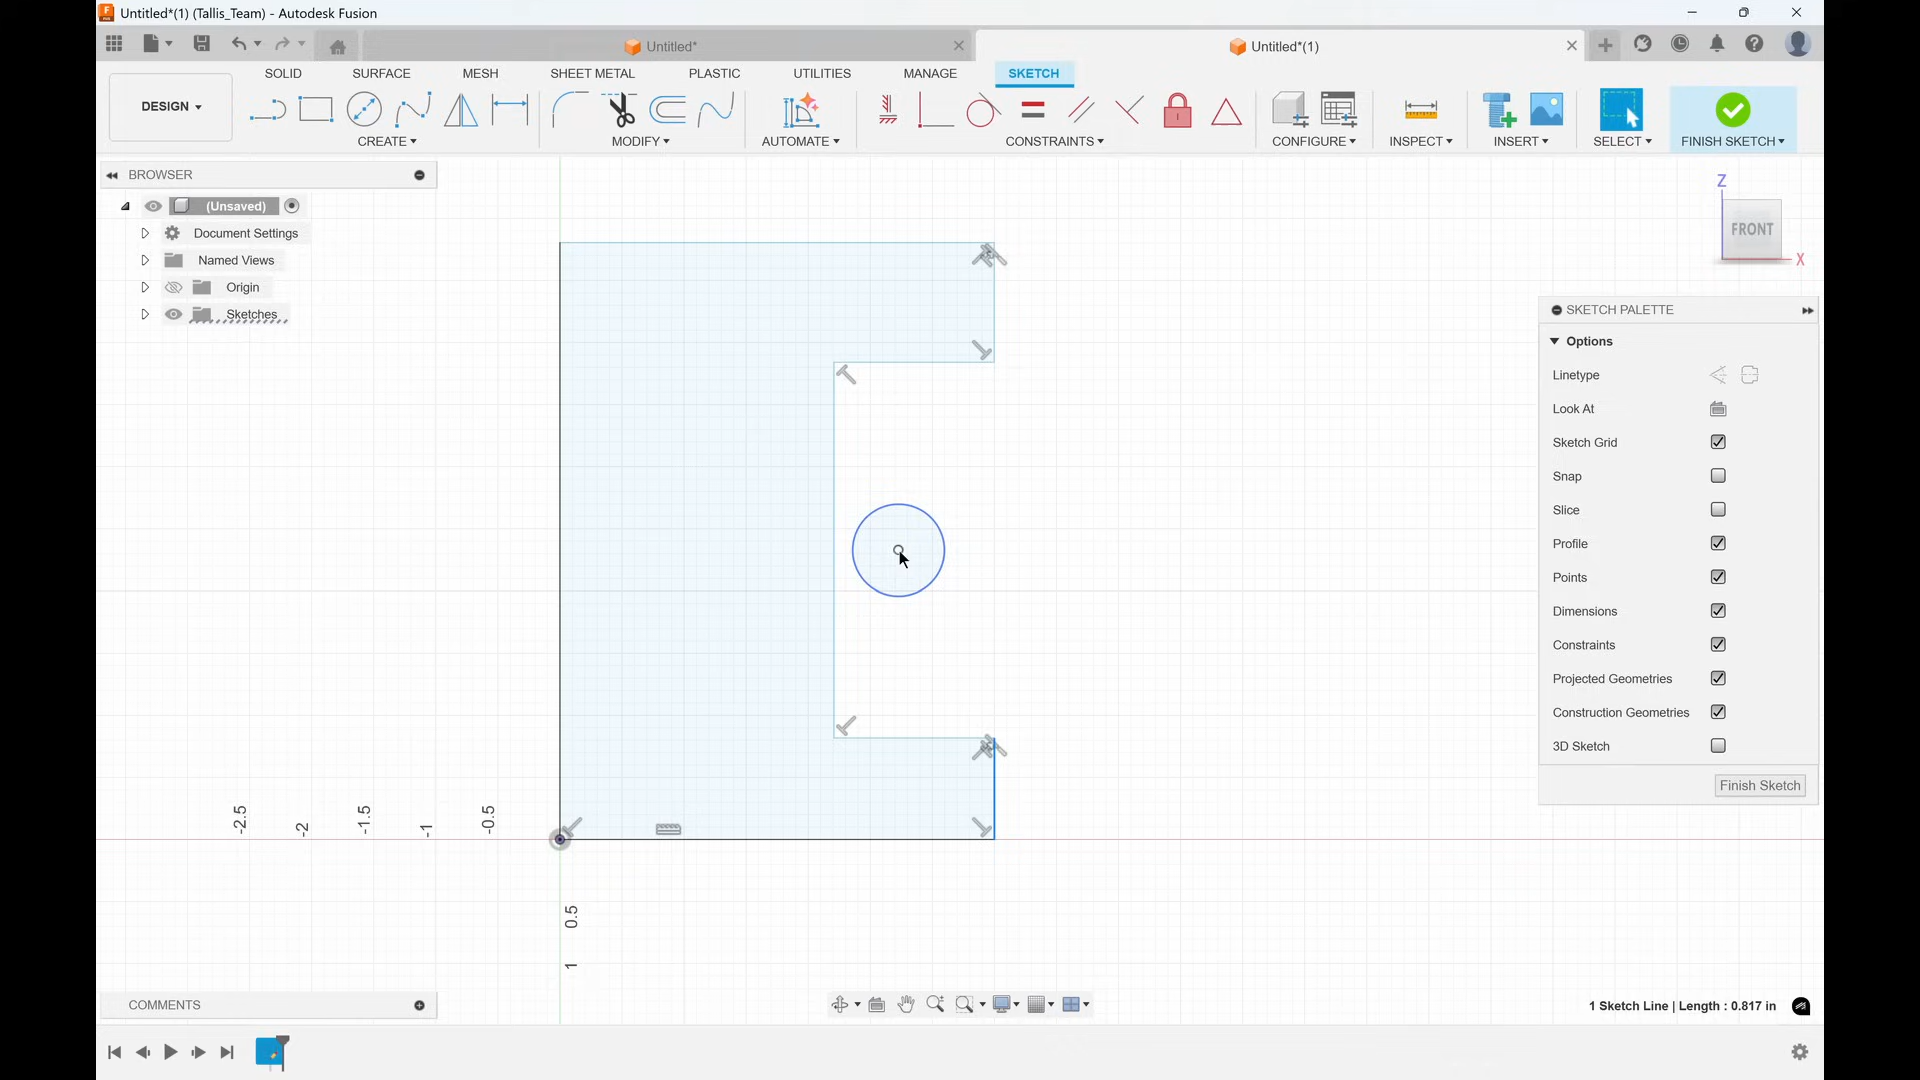 Untitled*(1) (Tallis_Team) - Autodesk Fusion
Untitled*
Untitled*(1)
SOLID SURFACE MESH SHEET METAL PLASTIC UTILITIES MANAGE SKETCH
DESIGN
CREATE MODIFY AUTOMATE CONSTRAINTS CONFIGURE INSPECT INSERT SELECT FINISH SKETCH
BROWSER
(Unsaved)
Document Settings
Named Views
Origin
Sketches
Z
FRONT
X
SKETCH PALETTE
Options
Linetype
Look At
Sketch Grid
Snap
Slice
Profile
Points
Dimensions
Constraints
Projected Geometries
Construction Geometries
3D Sketch
Finish Sketch
-2.5
-2
-1.5
-1
-0.5
0.5
1
COMMENTS
1 Sketch Line | Length : 0.817 in